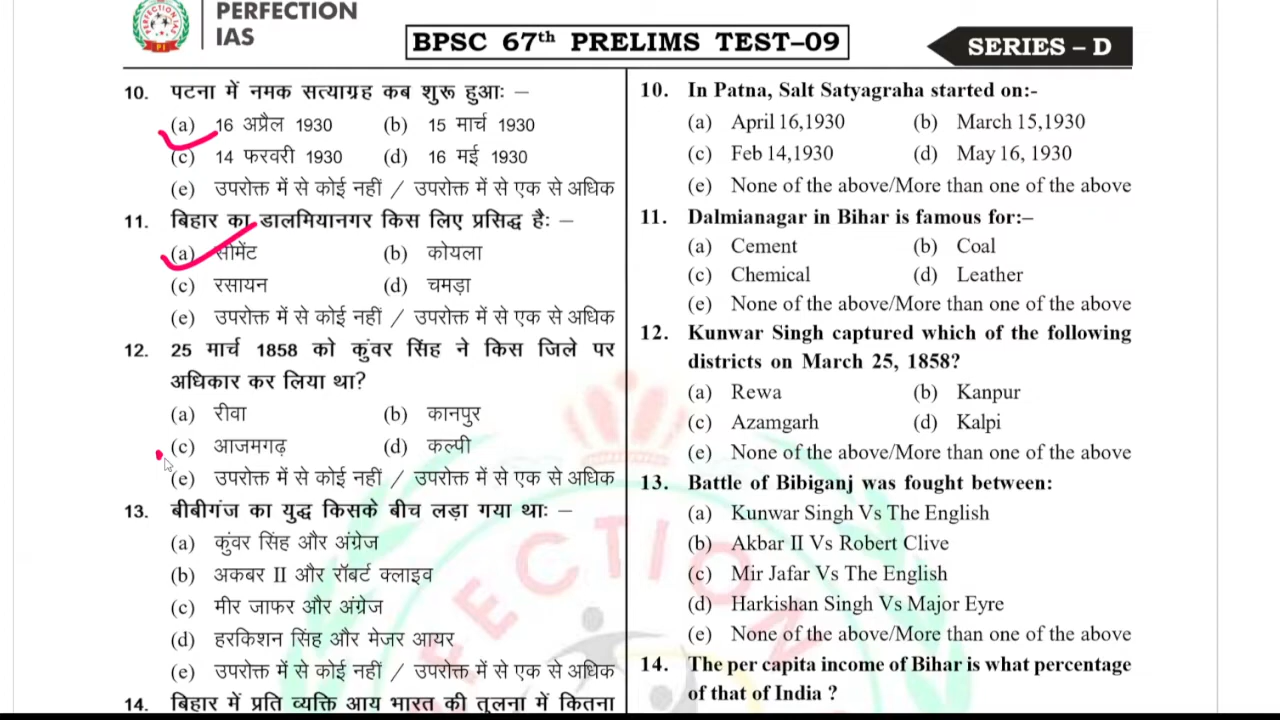 PERFECTION
IAS
BPSC 67th PRELIMS TEST–09
SERIES – D
10. पटना में नमक सत्याग्रह कब शुरू हुआः –
(a) 16 अप्रैल 1930 (b) 15 मार्च 1930
(c) 14 फरवरी 1930 (d) 16 मई 1930
(e) उपरोक्त में से कोई नहीं / उपरोक्त में से एक से अधिक
11. बिहार का डालमियानगर किस लिए प्रसिद्ध हैः –
(a) सीमेंट (b) कोयला
(c) रसायन (d) चमड़ा
(e) उपरोक्त में से कोई नहीं / उपरोक्त में से एक से अधिक
12. 25 मार्च 1858 को कुंवर सिंह ने किस जिले पर
अधिकार कर लिया था?
(a) रीवा (b) कानपुर
(c) आजमगढ़ (d) कल्पी
(e) उपरोक्त में से कोई नहीं / उपरोक्त में से एक से अधिक
13. बीबीगंज का युद्ध किसके बीच लड़ा गया थाः –
(a) कुंवर सिंह और अंग्रेज
(b) अकबर II और रॉबर्ट क्लाइव
(c) मीर जाफर और अंग्रेज
(d) हरकिशन सिंह और मेजर आयर
(e) उपरोक्त में से कोई नहीं / उपरोक्त में से एक से अधिक
14. बिहार में प्रति व्यक्ति आय भारत की तुलना में कितना
10. In Patna, Salt Satyagraha started on:-
(a) April 16,1930 (b) March 15,1930
(c) Feb 14,1930 (d) May 16, 1930
(e) None of the above/More than one of the above
11. Dalmianagar in Bihar is famous for:–
(a) Cement (b) Coal
(c) Chemical (d) Leather
(e) None of the above/More than one of the above
12. Kunwar Singh captured which of the following
districts on March 25, 1858?
(a) Rewa (b) Kanpur
(c) Azamgarh (d) Kalpi
(e) None of the above/More than one of the above
13. Battle of Bibiganj was fought between:
(a) Kunwar Singh Vs The English
(b) Akbar II Vs Robert Clive
(c) Mir Jafar Vs The English
(d) Harkishan Singh Vs Major Eyre
(e) None of the above/More than one of the above
14. The per capita income of Bihar is what percentage
of that of India ?